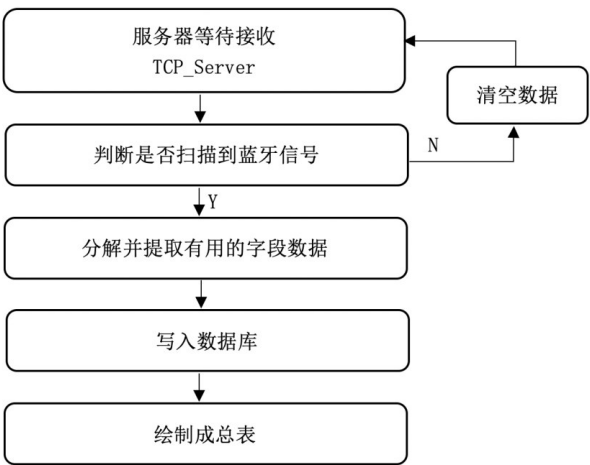 服务器等待接收
TCP_Server
清空数据
判断是否扫描到蓝牙信号
N
Y
分解并提取有用的字段数据
写入数据库
绘制成总表